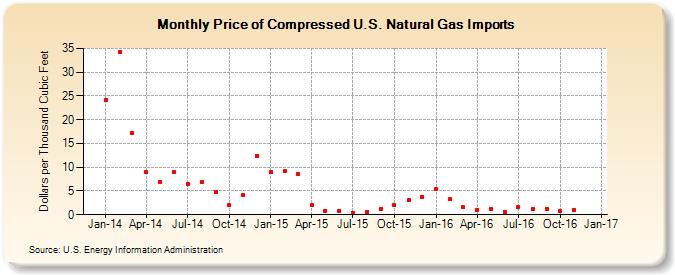 Monthly Price of Compressed U.S. Natural Gas Imports
Dollars per Thousand Cubic Feet
35
30
25
20
15
10
5
0
Jan-14 Apr-14 Jul-14 Oct-14 Jan-15 Apr-15 Jul-15 Oct-15 Jan-16 Apr-16 Jul-16 Oct-16 Jan-17
Source: U.S. Energy Information Administration